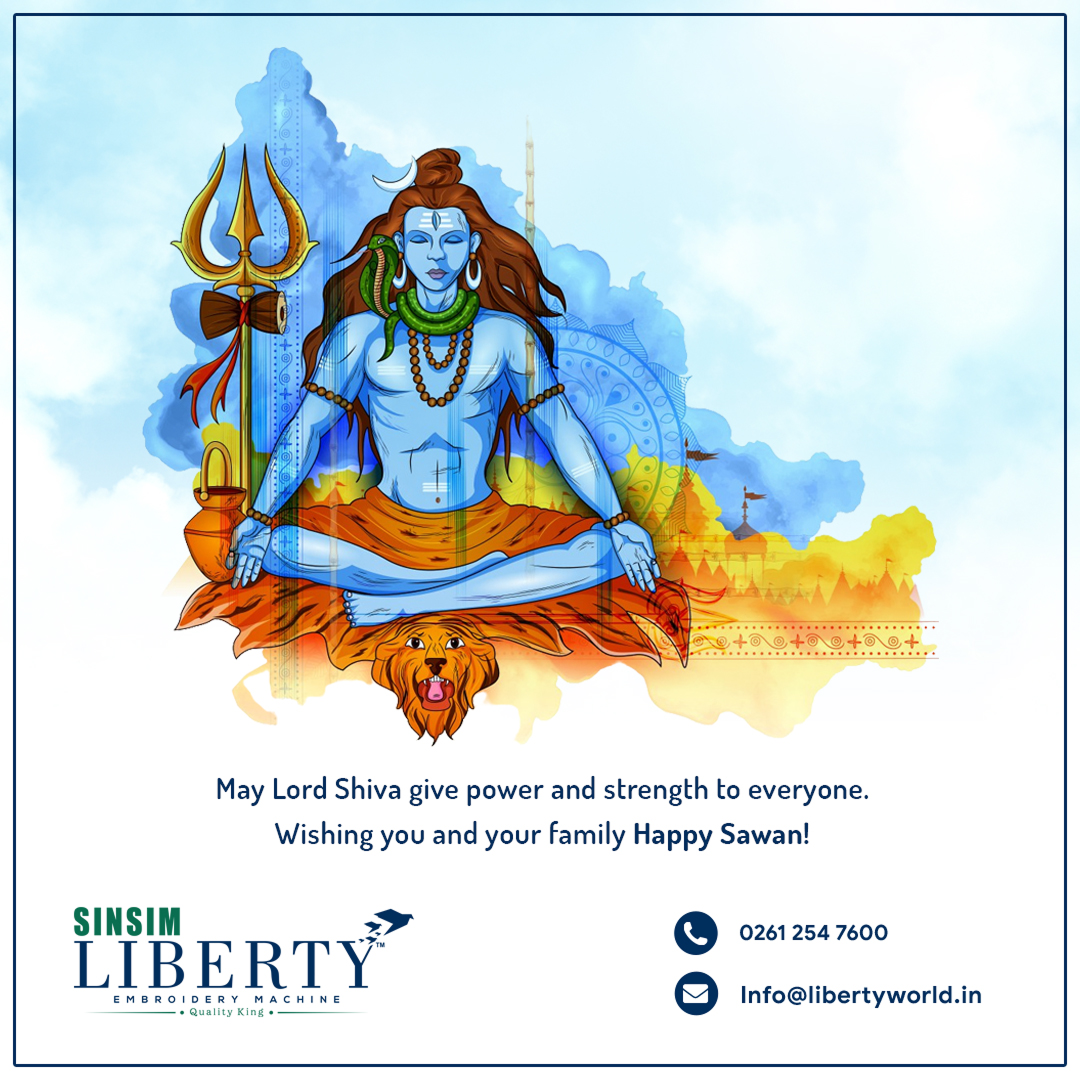 May Lord Shiva give power and strength to everyone.
Wishing you and your family Happy Sawan!
SINSIM
LIBERTY™
EMBROIDERY MACHINE
• Quality King •
0261 254 7600
Info@libertyworld.in